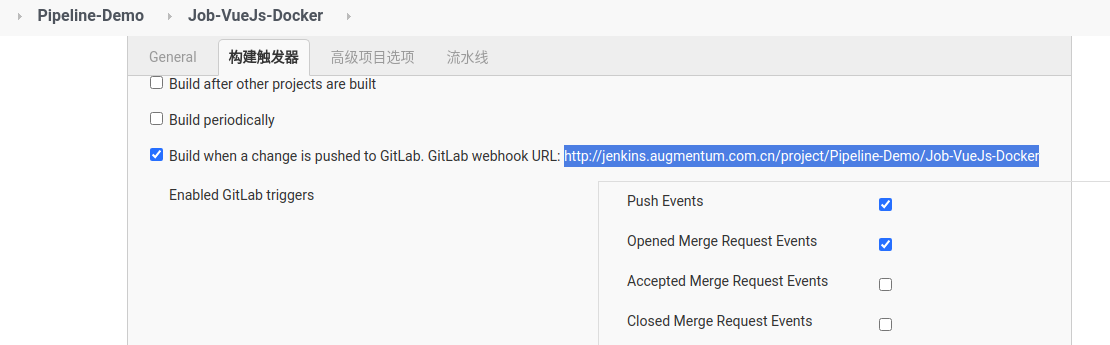 Pipeline-Demo Job-VueJs-Docker
General 构建触发器 高级项目选项 流水线
Build after other projects are built
Build periodically
Build when a change is pushed to GitLab. GitLab webhook URL: http://jenkins.augmentum.com.cn/project/Pipeline-Demo/Job-VueJs-Docker
Enabled GitLab triggers
Push Events
Opened Merge Request Events
Accepted Merge Request Events
Closed Merge Request Events